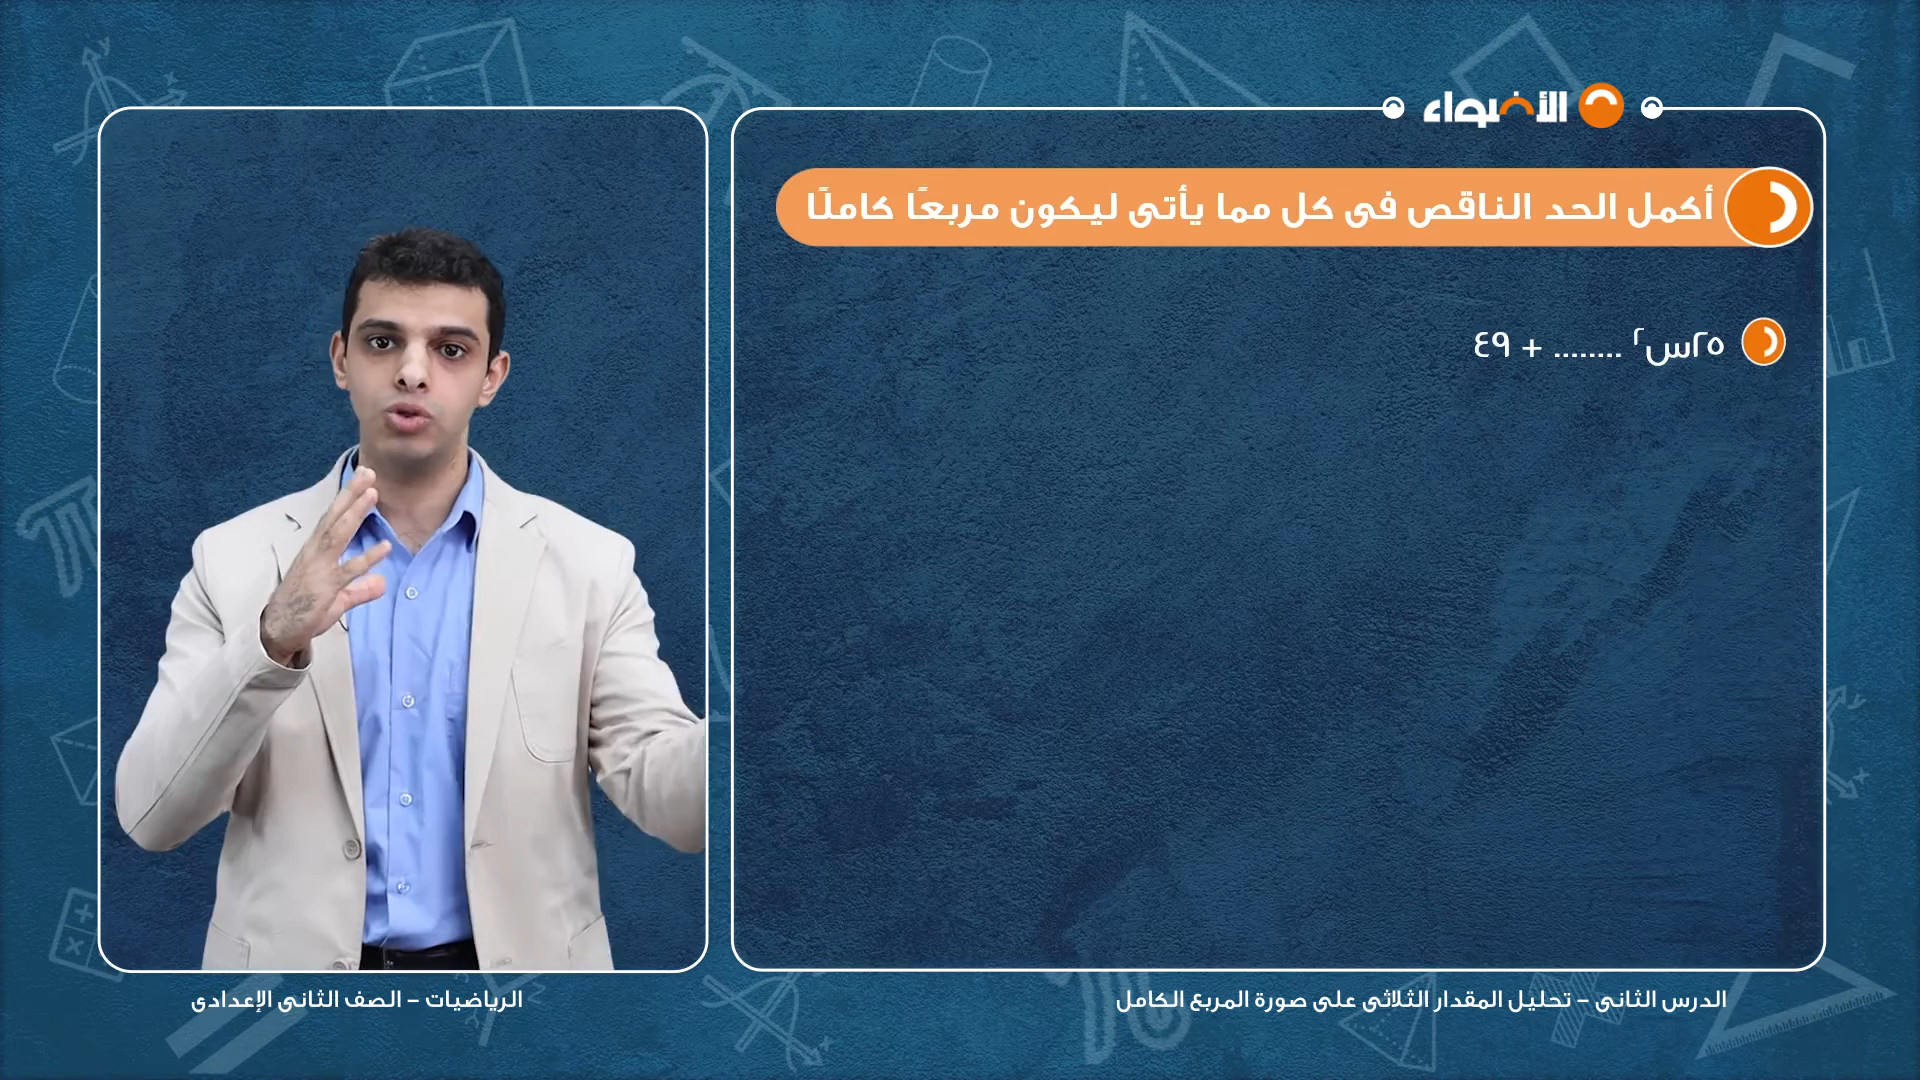 الأضواء
أكمل الحد الناقص فى كل مما يأتى ليكون مربعًا كاملًا
٢٥س٢ ........ + ٤٩
الدرس الثانى - تحليل المقدار الثلاثى على صورة المربع الكامل
الرياضيات - الصف الثانى الإعدادى